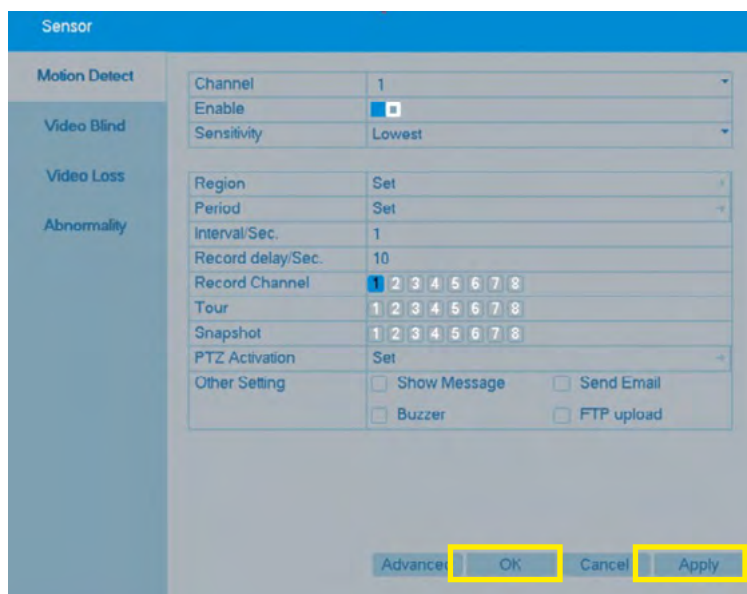 Sensor
Motion Detect
Video Blind
Video Loss
Abnormality
Channel 1
Enable
Sensitivity Lowest
Region Set
Period Set
Interval/Sec. 1
Record delay/Sec. 10
Record Channel 1 2 3 4 5 6 7 8
Tour 1 2 3 4 5 6 7 8
Snapshot 1 2 3 4 5 6 7 8
PTZ Activation Set
Other Setting Show Message Send Email
Buzzer FTP upload
Advanced OK Cancel Apply